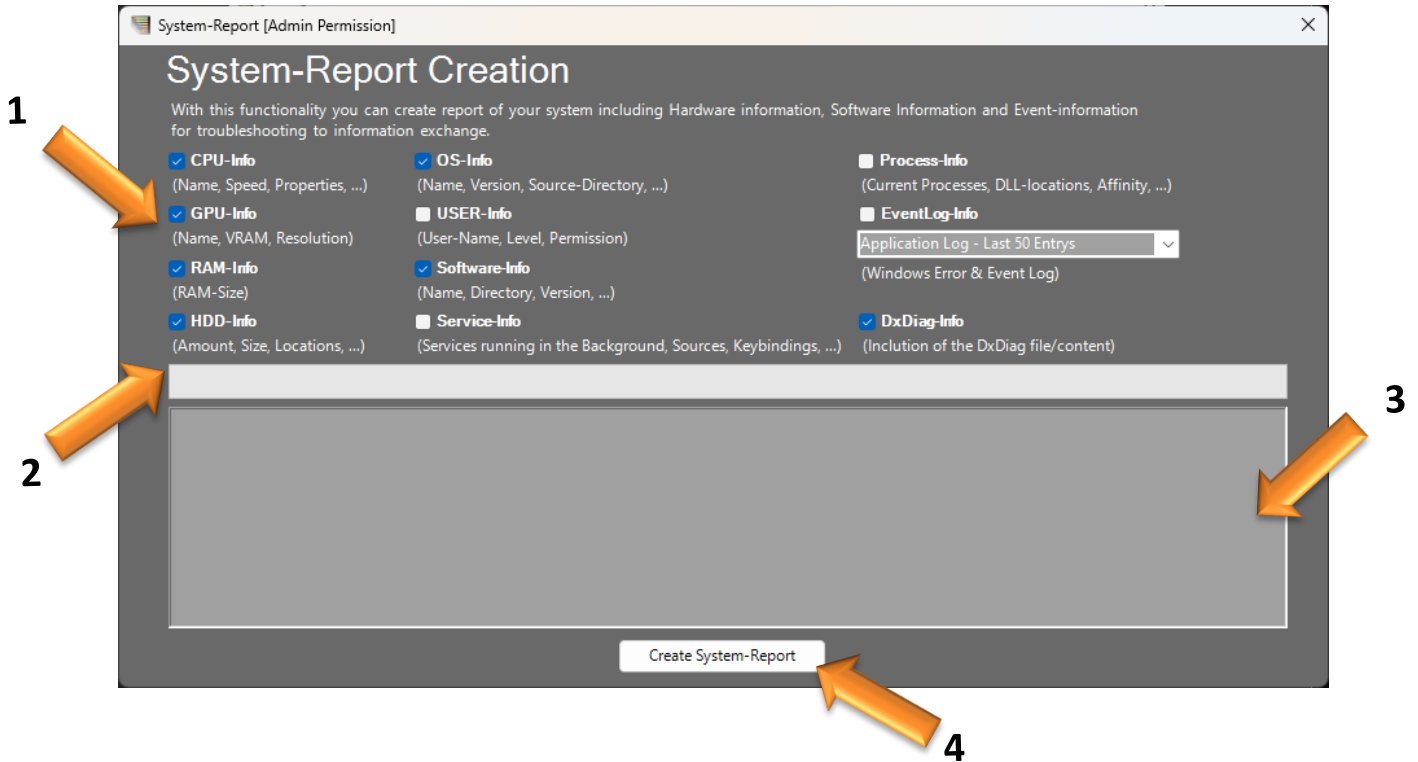 System-Report [Admin Permission]
System-Report Creation
With this functionality you can create report of your system including Hardware information, Software Information and Event-information
for troubleshooting to information exchange.
1
CPU-Info
OS-Info
Process-Info
(Name, Speed, Properties, ...)
(Name, Version, Source-Directory, ...)
(Current Processes, DLL-locations, Affinity, ...)
GPU-Info
USER-Info
EventLog-Info
(Name, VRAM, Resolution)
(User-Name, Level, Permission)
Application Log - Last 50 Entrys
RAM-Info
Software-Info
(Windows Error & Event Log)
(RAM-Size)
(Name, Directory, Version, ...)
HDD-Info
Service-Info
DxDiag-Info
(Amount, Size, Locations, ...)
(Services running in the Background, Sources, Keybindings, ...)
(Inclution of the DxDiag file/content)
3
2
Create System-Report
4